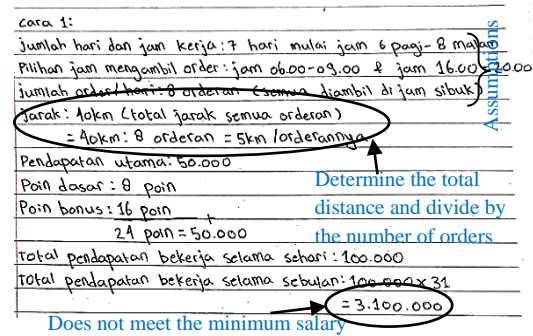 cara 1:
jumlah hari dan jam kerja: 7 hari mulai jam 6 pagi- 8 malam
Pilihan jam mengambil order: jam 06.00-09.00 & jam 16.00-20.00
jumlah order/hari: 8 orderan (semua diambil di jam sibuk)
Assumptions
jarak: 40km (total jarak semua orderan)
= 40km: 8 orderan = 5km /orderannya
Pendapatan utama: 50.000
Poin dasar: 8 poin
Poin bonus: 16 poin
+
24 poin = 50.000
Determine the total
distance and divide by
the number of orders
Total pendapatan bekerja selama sehari: 100.000
Total pendapatan bekerja selama sebulan: 100.000 x 31
= 3.100.000
Does not meet the minimum salary